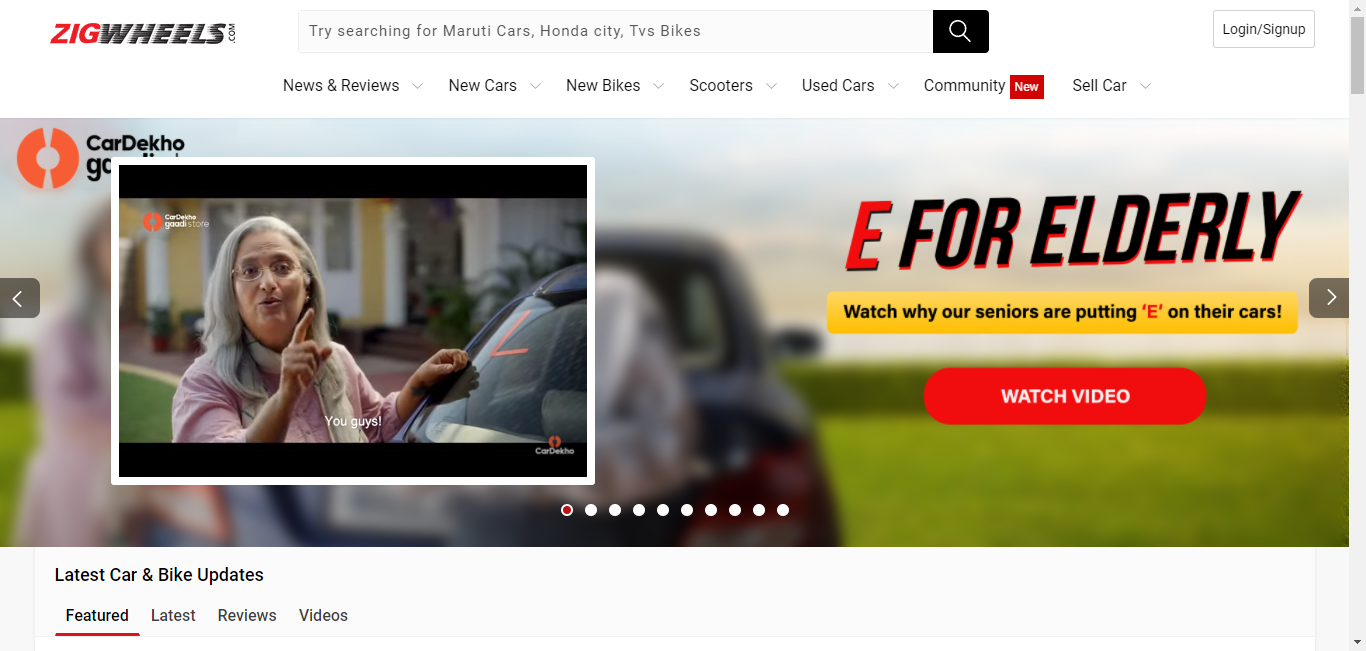 ZIGWHEELS.COM
Try searching for Maruti Cars, Honda city, Tvs Bikes
Login/Signup
News & Reviews
New Cars
New Bikes
Scooters
Used Cars
Community New
Sell Car
CarDekho
CarDekho
gaadi store
You guys!
CarDekho
E FOR ELDERLY
Watch why our seniors are putting 'E' on their cars!
WATCH VIDEO
Latest Car & Bike Updates
Featured
Latest
Reviews
Videos